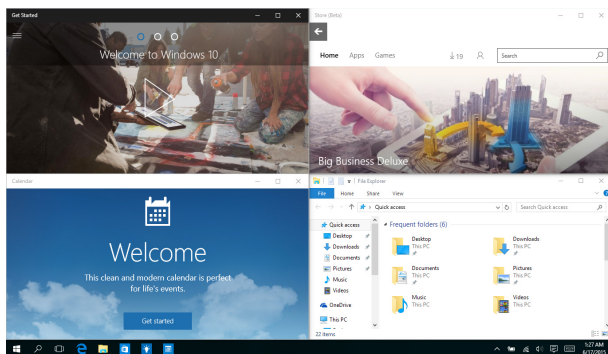 Get Started
Welcome to Windows 10
Store (Beta)
Home Apps Games 19 Search
Big Business Deluxe
Calendar
Welcome
This clean and modern calendar is perfect
for life's events.
Get started
File Explorer
File Home Share View
Quick access
Search Quick access
Quick access
Desktop
Downloads
Documents
Pictures
Music
Videos
OneDrive
This PC
Frequent folders (6)
Desktop
This PC
Downloads
This PC
Documents
This PC
Pictures
This PC
Music
This PC
Videos
This PC
22 items
1:27 AM
6/17/2015